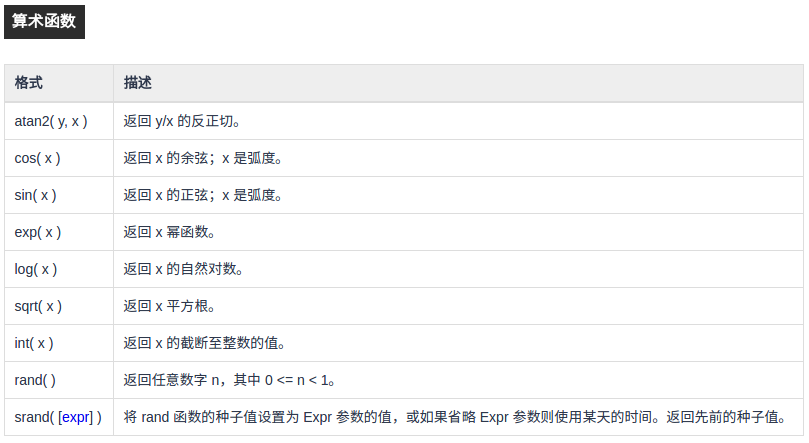 算术函数
格式 描述
atan2( y, x ) 返回 y/x 的反正切。
cos( x ) 返回 x 的余弦；x 是弧度。
sin( x ) 返回 x 的正弦；x 是弧度。
exp( x ) 返回 x 幂函数。
log( x ) 返回 x 的自然对数。
sqrt( x ) 返回 x 平方根。
int( x ) 返回 x 的截断至整数的值。
rand( ) 返回任意数字 n，其中 0 <= n < 1。
srand( [expr] ) 将 rand 函数的种子值设置为 Expr 参数的值，或如果省略 Expr 参数则使用某天的时间。返回先前的种子值。